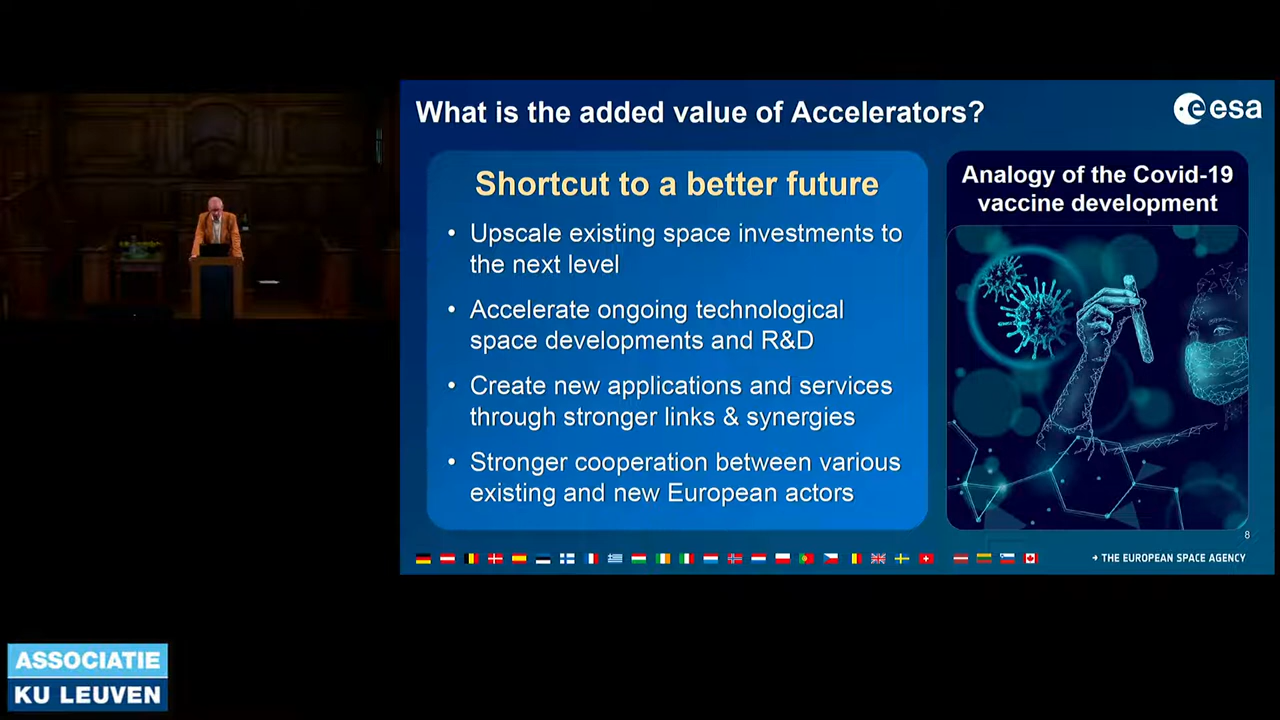 What is the added value of Accelerators?
esa
Shortcut to a better future
• Upscale existing space investments to
the next level
• Accelerate ongoing technological
space developments and R&D
• Create new applications and services
through stronger links & synergies
• Stronger cooperation between various
existing and new European actors
Analogy of the Covid-19
vaccine development
8
→ THE EUROPEAN SPACE AGENCY
ASSOCIATIE
KU LEUVEN